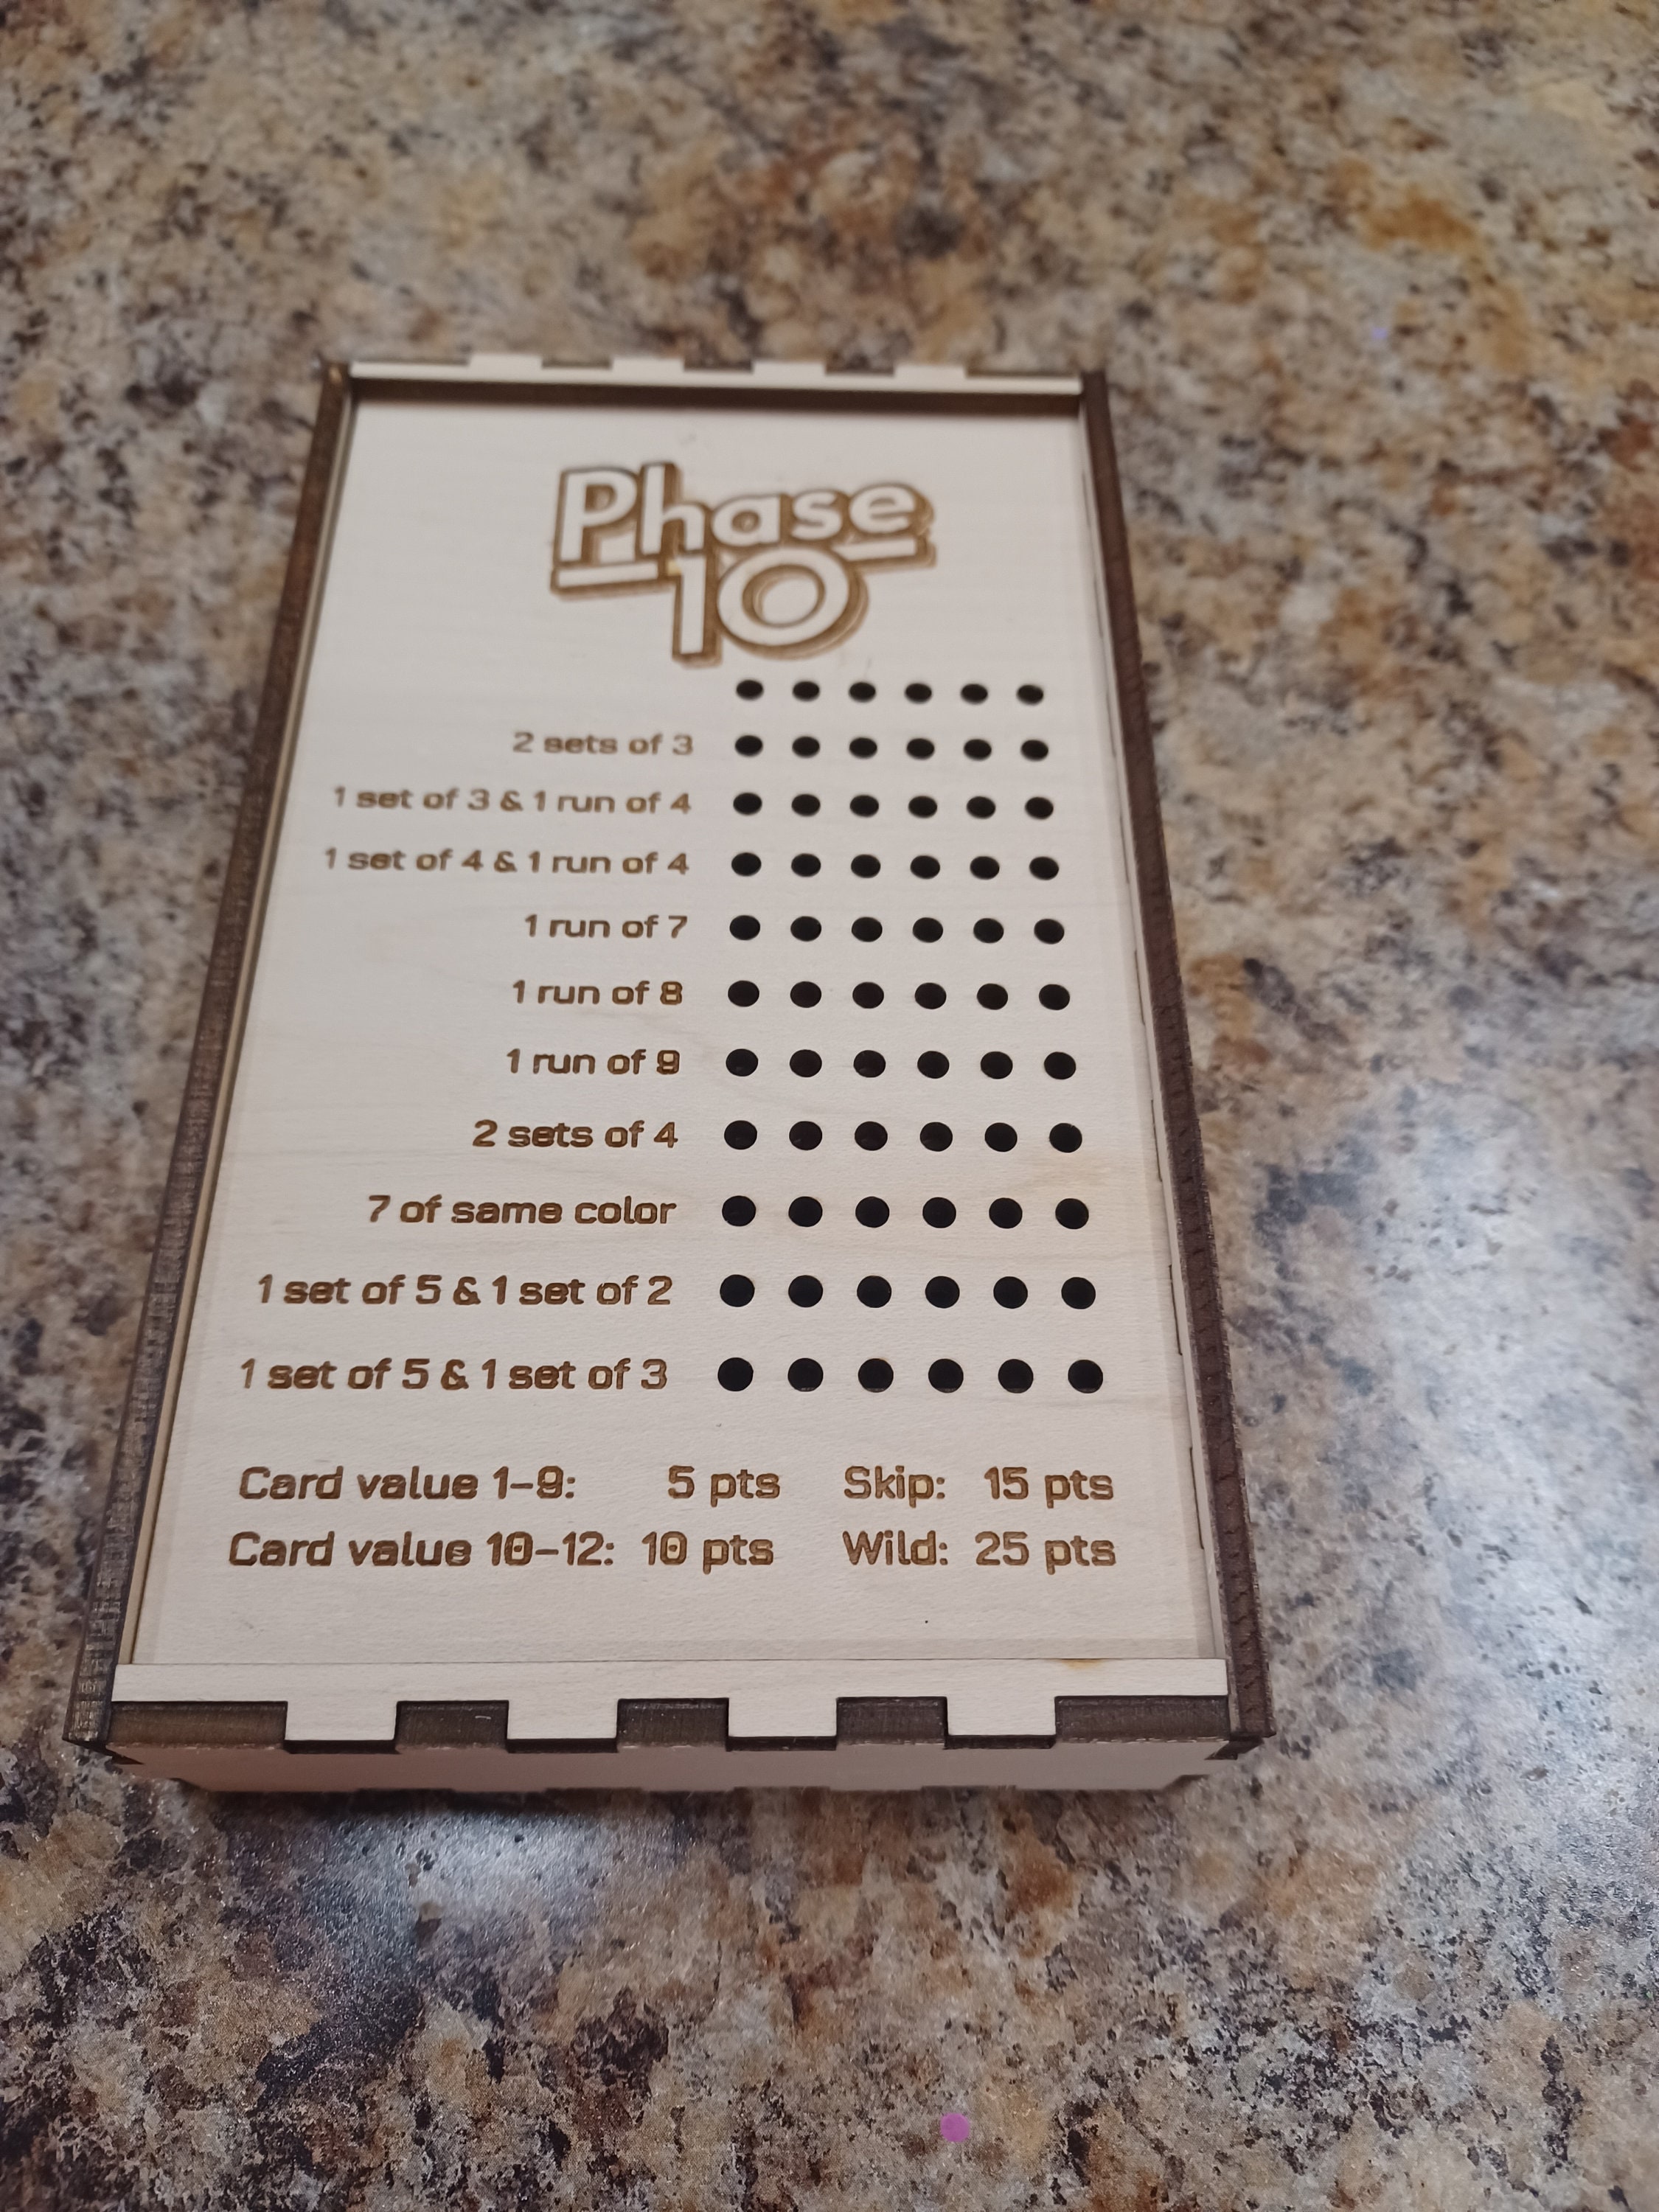 Phase
10
2 sets of 3
1 set of 3 & 1 run of 4
1 set of 4 & 1 run of 4
1 run of 7
1 run of 8
1 run of 9
2 sets of 4
7 of same color
1 set of 5 & 1 set of 2
1 set of 5 & 1 set of 3
Card value 1-9: 5 pts Skip: 15 pts
Card value 10-12: 10 pts Wild: 25 pts